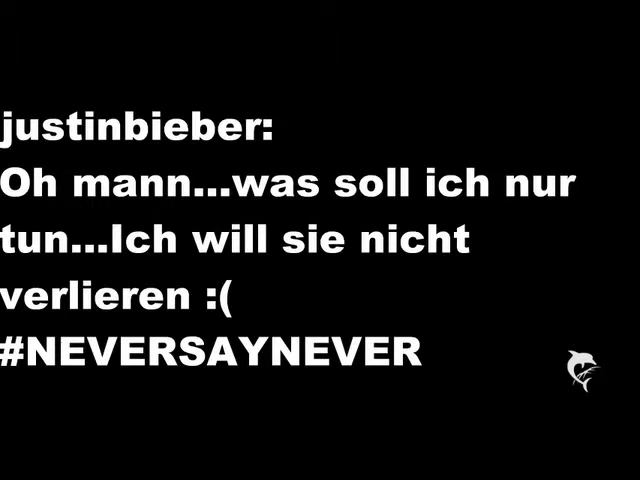 justinbieber:
Oh mann...was soll ich nur
tun...Ich will sie nicht
verlieren :(
#NEVERSAYNEVER